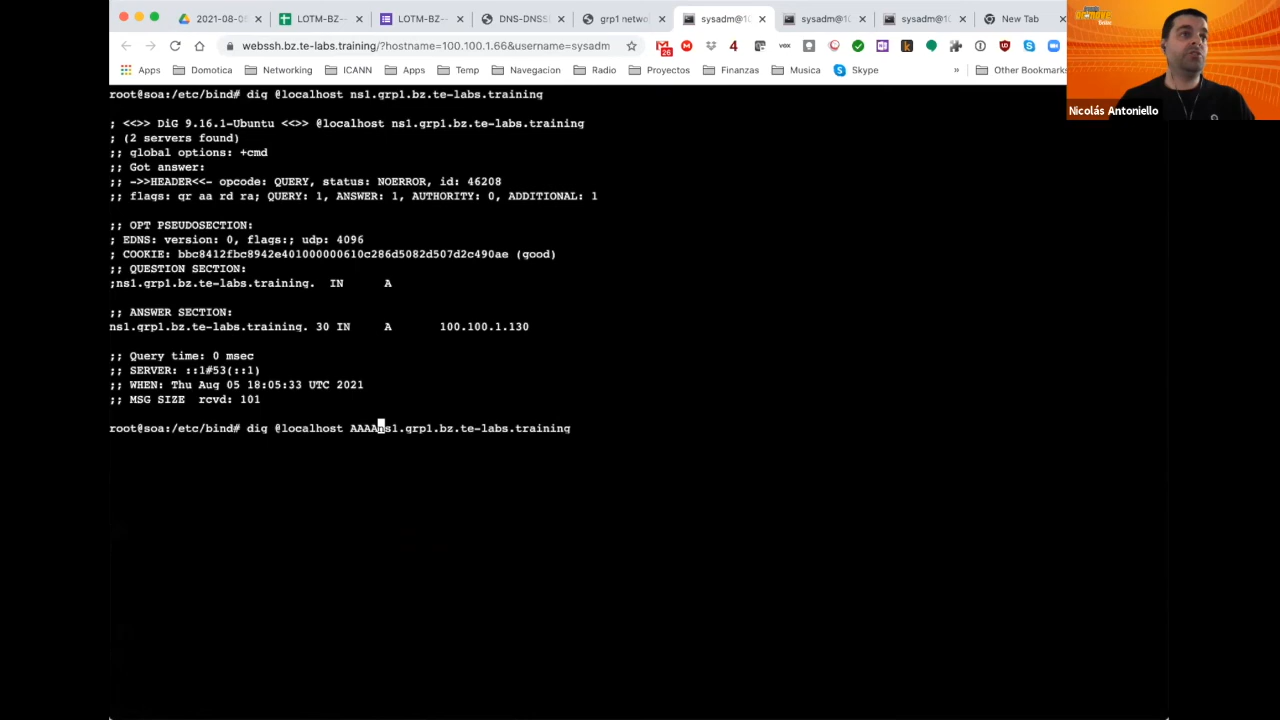 2021-08-05
LOTM-BZ-
LOTM-BZ-
DNS-DNSS
grp1 netwo
sysadm@10
sysadm@10
sysadm@10
New Tab
webssh.bz.te-labs.training/?hostname=100.100.1.66&username=sysadm
26
4
vox
Apps
Domotica
Networking
ICANN
Apps
Temp
Navegacion
Radio
Proyectos
Finanzas
Musica
Skype
»
Other Bookmarks
Nicolás Antoniello
root@soa:/etc/bind# dig @localhost ns1.grp1.bz.te-labs.training
; <<>> DiG 9.16.1-Ubuntu <<>> @localhost ns1.grp1.bz.te-labs.training
; (2 servers found)
;; global options: +cmd
;; Got answer:
;; ->>HEADER<<- opcode: QUERY, status: NOERROR, id: 46208
;; flags: qr aa rd ra; QUERY: 1, ANSWER: 1, AUTHORITY: 0, ADDITIONAL: 1
;; OPT PSEUDOSECTION:
; EDNS: version: 0, flags:; udp: 4096
; COOKIE: bbc8412fbc8942e401000000610c286d5082d507d2c490ae (good)
;; QUESTION SECTION:
;ns1.grp1.bz.te-labs.training. IN A
;; ANSWER SECTION:
ns1.grp1.bz.te-labs.training. 30 IN A 100.100.1.130
;; Query time: 0 msec
;; SERVER: ::1#53(::1)
;; WHEN: Thu Aug 05 18:05:33 UTC 2021
;; MSG SIZE rcvd: 101
root@soa:/etc/bind# dig @localhost AAAAns1.grp1.bz.te-labs.training